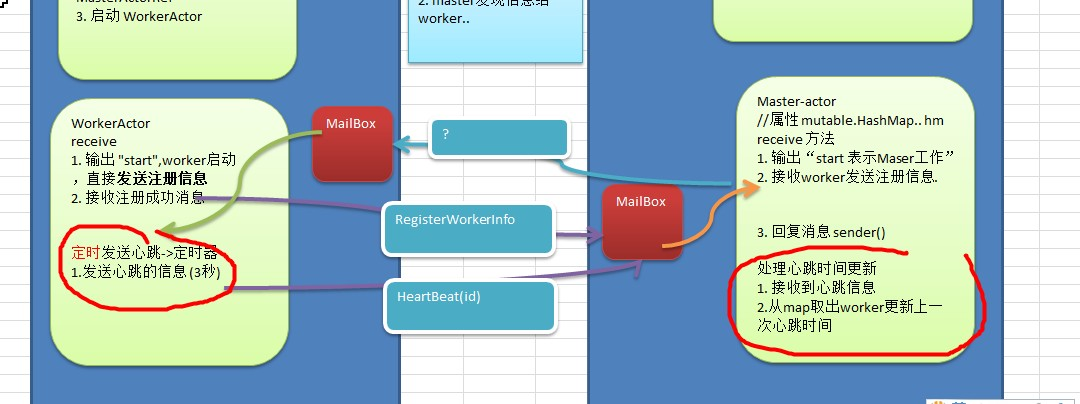 MasterActorner
3. 启动 WorkerActor
2. master发现信息给
worker..
WorkerActor
receive
1. 输出 "start",worker启动
，直接发送注册信息
2. 接收注册成功消息
定时发送心跳->定时器
1.发送心跳的信息(3秒)
MailBox
?
RegisterWorkerInfo
HeartBeat(id)
MailBox
Master-actor
//属性 mutable.HashMap.. hm
receive 方法
1. 输出“start 表示Maser工作”
2. 接收worker发送注册信息.
3. 回复消息 sender()
处理心跳时间更新
1. 接收到心跳信息
2.从map取出worker更新上一
次心跳时间